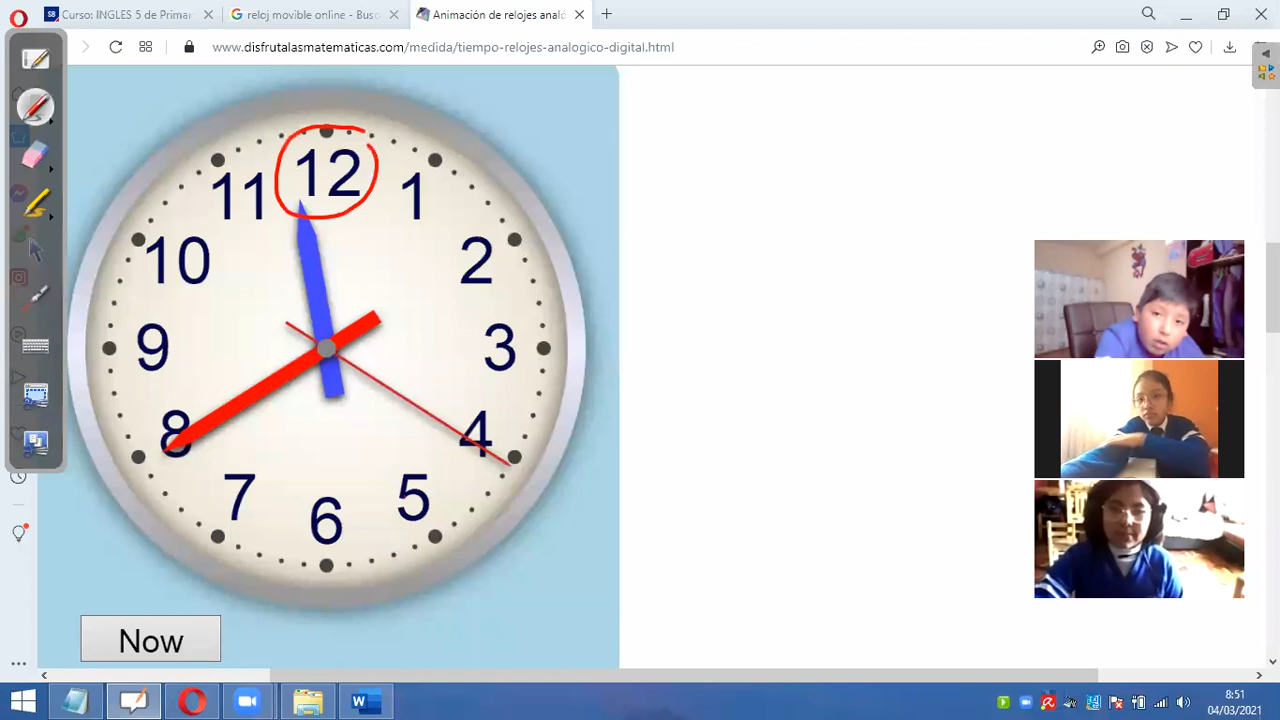 Curso: INGLES 5 de Primar
reloj movible online - Busc
Animación de relojes analó
www.disfrutalasmatematicas.com/medida/tiempo-relojes-analogico-digital.html
12
11
1
10
2
9
3
8
4
7
5
6
Now
8:51
04/03/2021